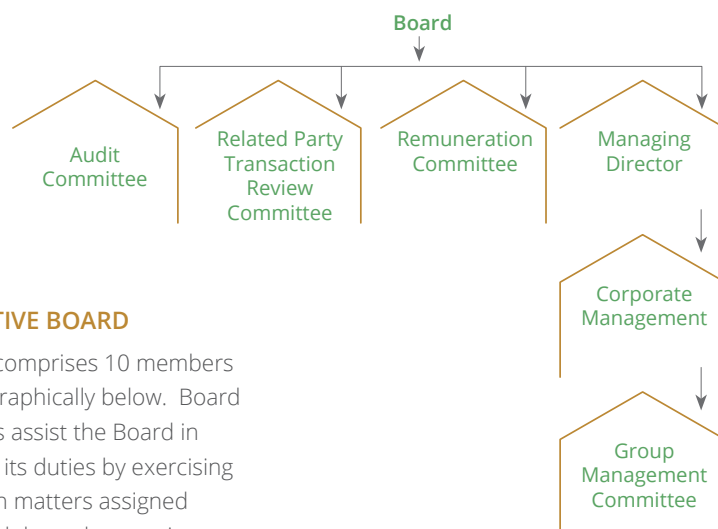 Board
Audit
Committee
Related Party
Transaction
Review
Committee
Remuneration
Committee
Managing
Director
Corporate
Management
Group
Management
Committee
TIVE BOARD
comprises 10 members
raphically below. Board
s assist the Board in
its duties by exercising
n matters assigned